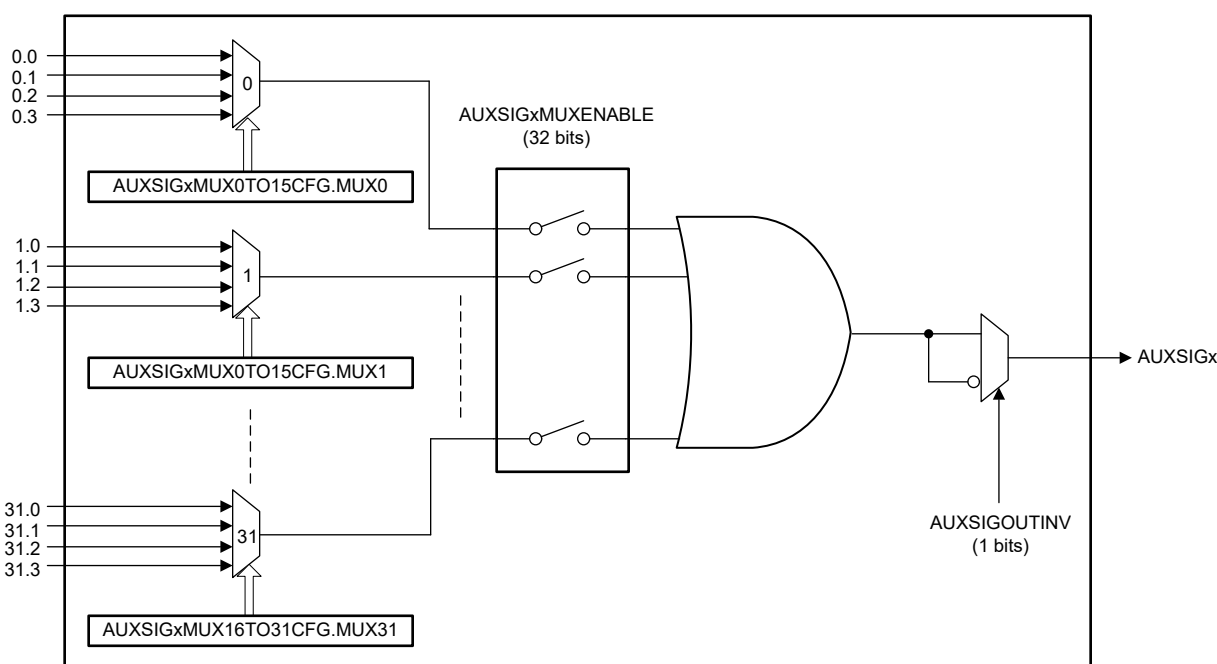 0.0
0.1
0.2
0.3
0
AUXSIGxMUX0TO15CFG.MUX0
AUXSIGxMUXENABLE
(32 bits)
1.0
1.1
1.2
1.3
1
AUXSIGxMUX0TO15CFG.MUX1
AUXSIGx
31.0
31.1
31.2
31.3
31
AUXSIGxMUX16TO31CFG.MUX31
AUXSIGOUTINV
(1 bits)